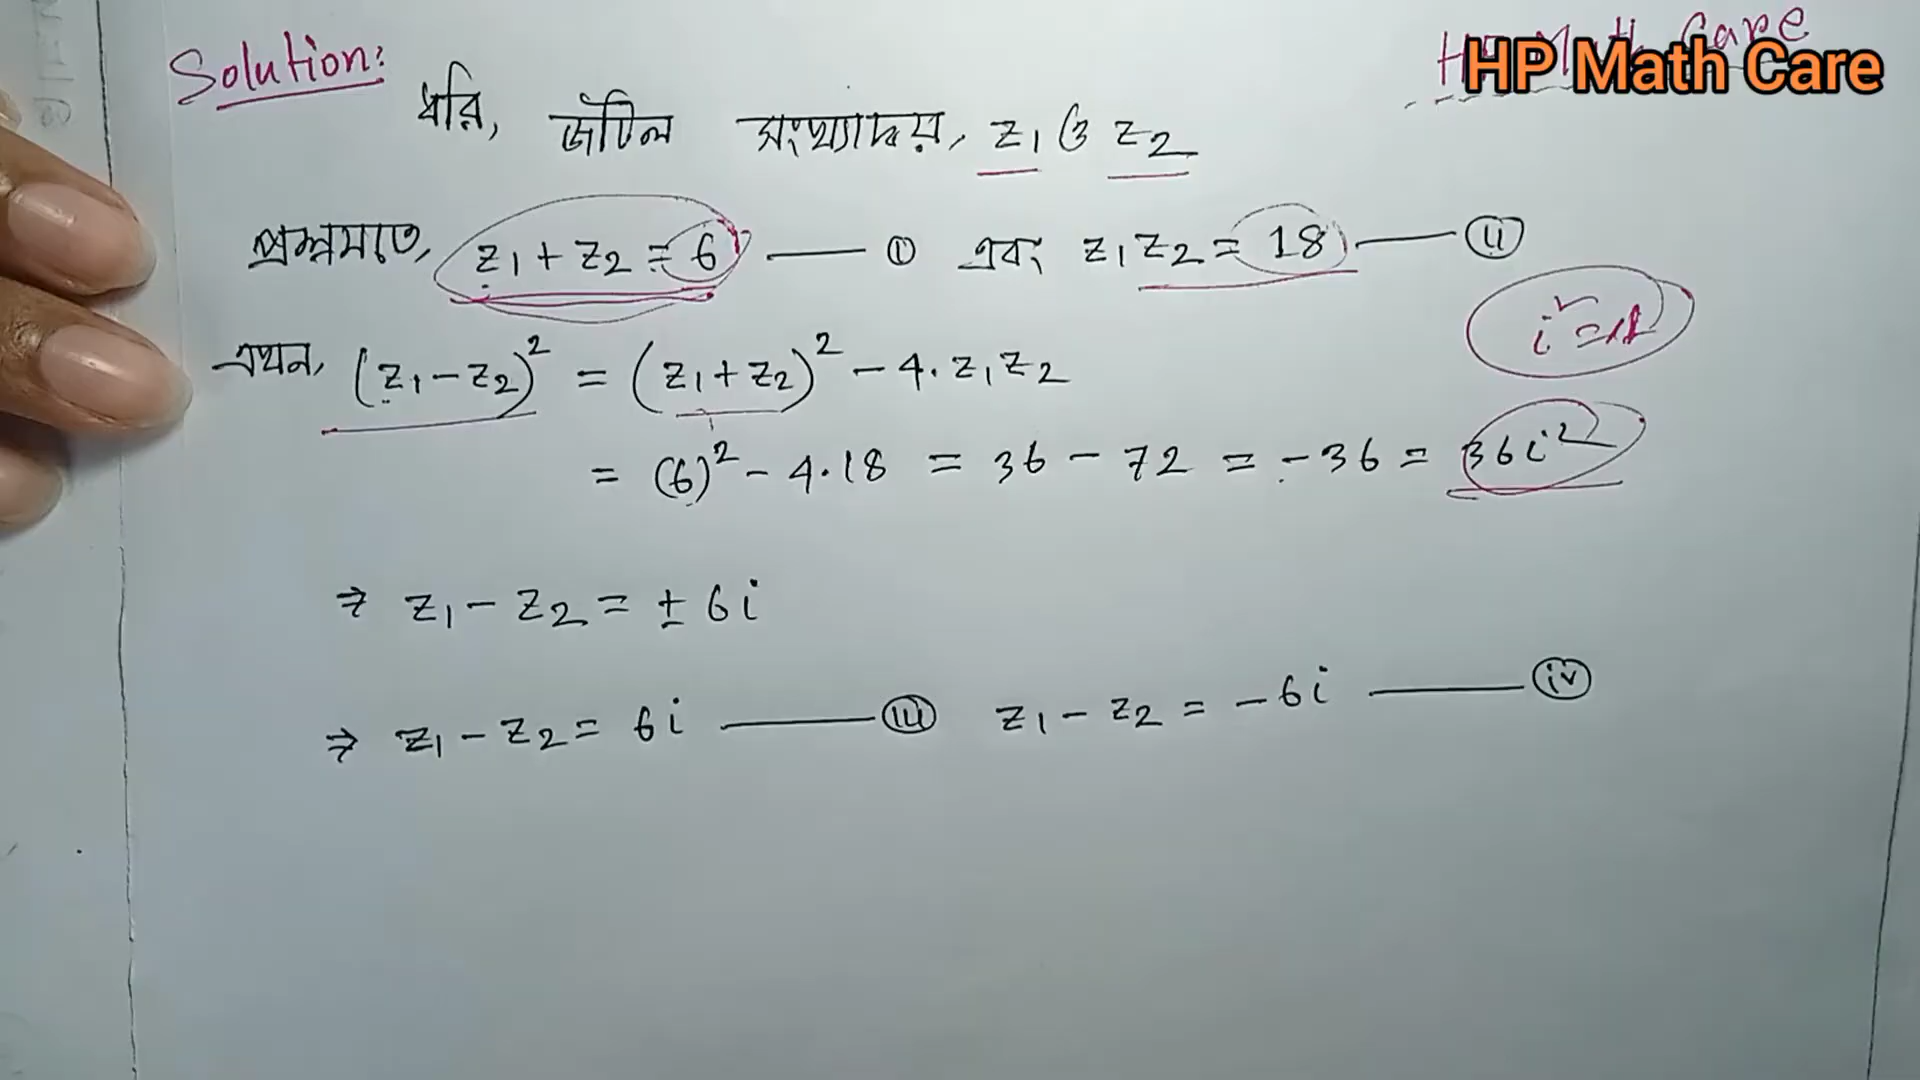 Solution:
HP Math Care
ধরি, জটিল সংখ্যাদ্বয়, z₁ ও z₂
প্রশ্নমতে, z₁ + z₂ = 6 —— ⓘ এবং z₁z₂ = 18 —— ⓘⓘ
এখন, (z₁ - z₂)² = (z₁ + z₂)² - 4. z₁z₂
= (6)² - 4.18 = 36 - 72 = -36 = 36i²
⇒ z₁ - z₂ = ± 6i
⇒ z₁ - z₂ = 6i —— (iii) z₁ - z₂ = -6i —— (iv)